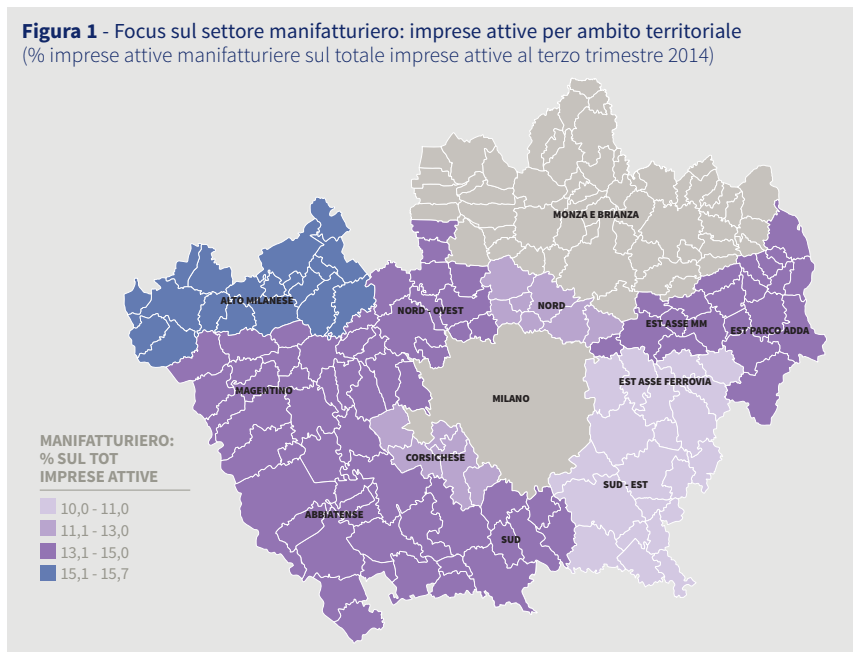 Figura 1 - Focus sul settore manifatturiero: imprese attive per ambito territoriale
(% imprese attive manifatturiere sul totale imprese attive al terzo trimestre 2014)
MONZA E BRIANZA
ALTO MILANESE
NORD - OVEST
NORD
EST ASSE MM
EST PARCO ADDA
EST ASSE FERROVIA
MAGENTINO
MILANO
CORSICHESE
SUD - EST
ABBIATENSE
SUD
MANIFATTURIERO:
% SUL TOT
IMPRESE ATTIVE
10,0 - 11,0
11,1 - 13,0
13,1 - 15,0
15,1 - 15,7